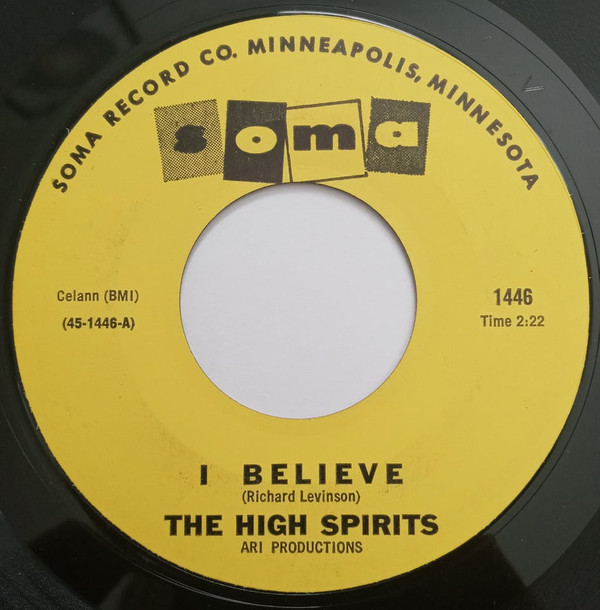 SOMA RECORD CO. MINNEAPOLIS, MINNESOTA
soma
Celann (BMI)
(45-1446-A)
1446
Time 2:22
I BELIEVE
(Richard Levinson)
THE HIGH SPIRITS
ARI PRODUCTIONS